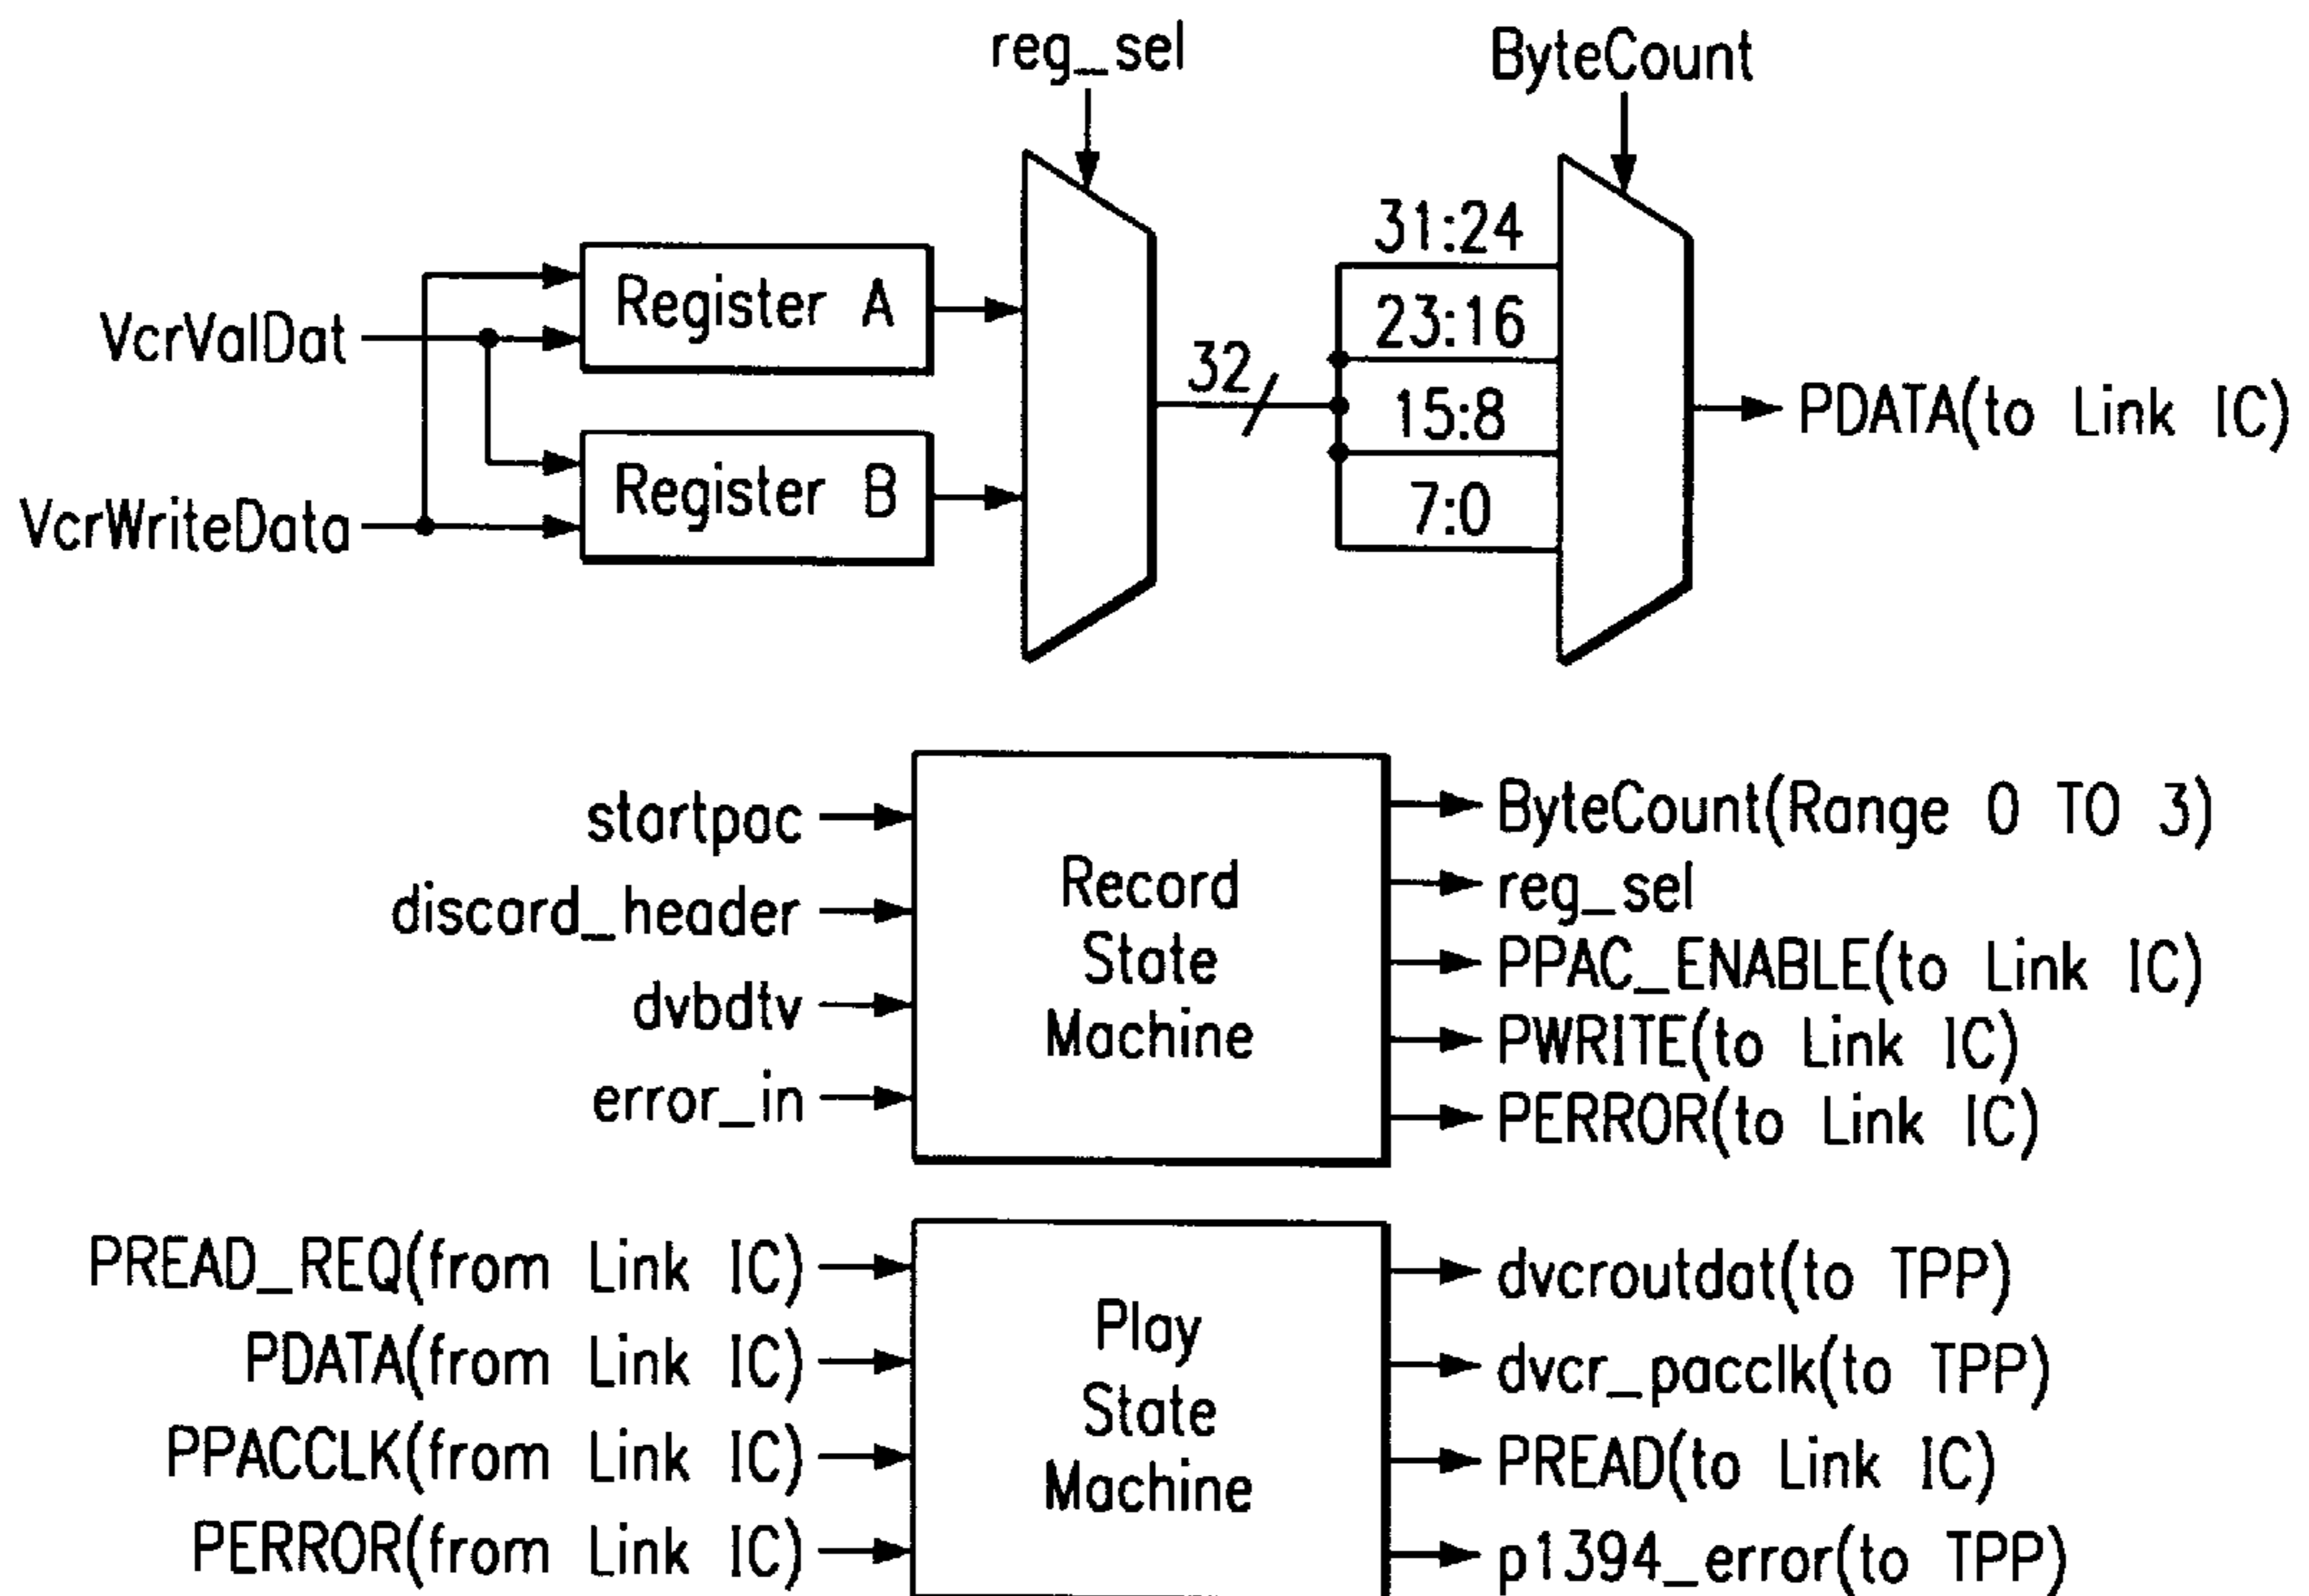 reg_sel
ByteCount
31:24
Register A
23:16
VcrValDat
32
15:8
PDATA(to Link IC)
Register B
7:0
VcrWriteData
startpac
discard_header
dvbdtv
error_in
Record
State
Machine
ByteCount(Range 0 TO 3)
reg_sel
PPAC_ENABLE(to Link IC)
PWRITE(to Link IC)
PERROR(to Link IC)
PREAD_REQ(from Link IC)
PDATA(from Link IC)
PPACCLK(from Link IC)
PERROR(from Link IC)
Play
State
Machine
dvcroutdat(to TPP)
dvcr_pacclk(to TPP)
PREAD(to Link IC)
p1394_error(to TPP)